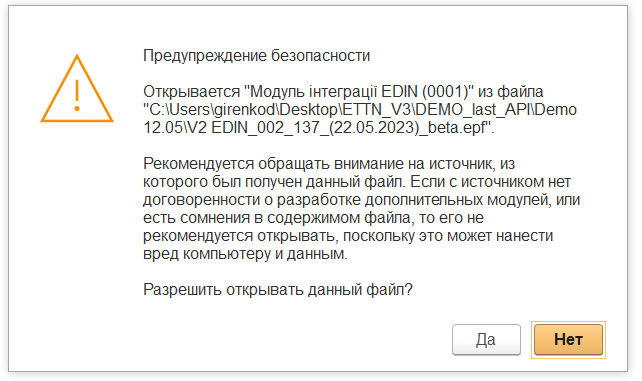 Предупреждение безопасности
Открывается "Модуль інтеграції EDIN (0001)" из файла
"C:\Users\girenkod\Desktop\ETTN_V3\DEMO_last_API\Demo
12.05\V2 EDIN_002_137_(22.05.2023)_beta.epf".
Рекомендуется обращать внимание на источник, из
которого был получен данный файл. Если с источником нет
договоренности о разработке дополнительных модулей, или
есть сомнения в содержимом файла, то его не
рекомендуется открывать, поскольку это может нанести
вред компьютеру и данным.
Разрешить открывать данный файл?
Да
Нет